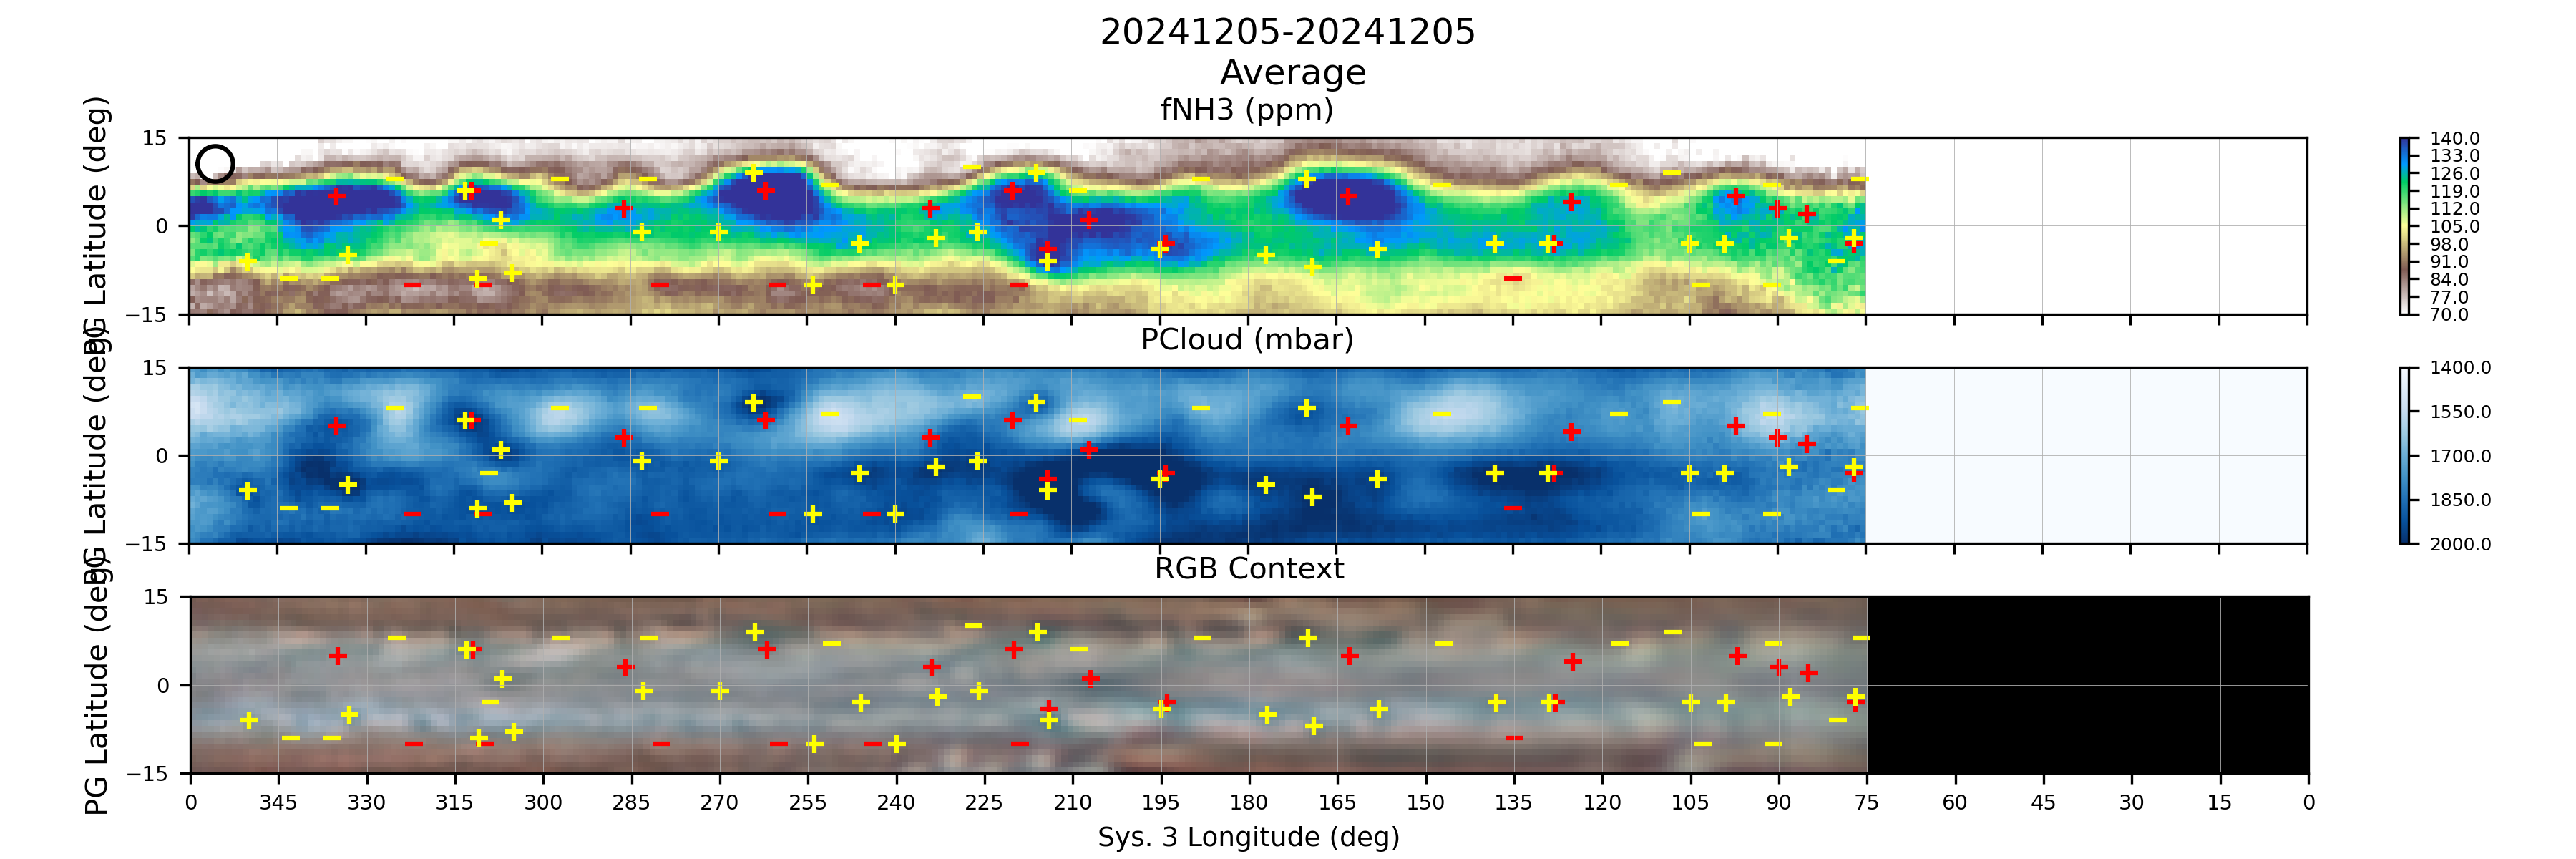 20241205-20241205
Average
fNH3 (ppm)
PG Latitude (deg)
15
0
−15
140.0
133.0
126.0
119.0
112.0
105.0
98.0
91.0
84.0
77.0
70.0
PCloud (mbar)
PG Latitude (deg)
15
0
−15
1400.0
1550.0
1700.0
1850.0
2000.0
RGB Context
PG Latitude (deg)
15
0
−15
0 345 330 315 300 285 270 255 240 225 210 195 180 165 150 135 120 105 90 75 60 45 30 15 0
Sys. 3 Longitude (deg)